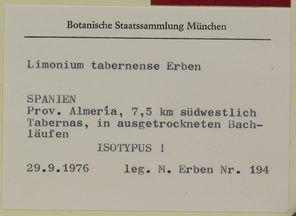 Botanische Staatssammlung München
Limonium tabernense Erben
SPANIEN
Prov. Almería, 7,5 km südwestlich
Tabernas, in ausgetrockneten Bach-
läufen
ISOTYPUS !
29.9.1976 leg. M. Erben Nr. 194